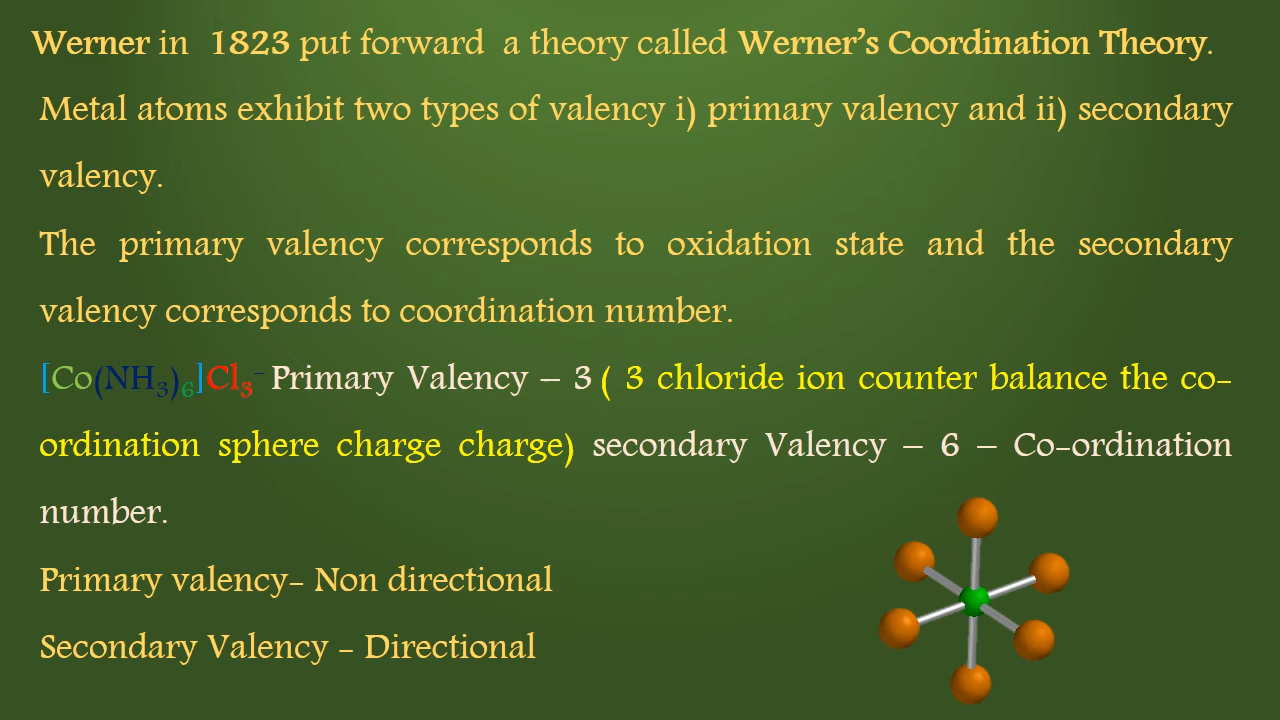 Werner in 1823 put forward a theory called Werner’s Coordination Theory.
Metal atoms exhibit two types of valency i) primary valency and ii) secondary
valency.
The primary valency corresponds to oxidation state and the secondary
valency corresponds to coordination number.
[Co(NH₃)₆]Cl₃⁻ Primary Valency – 3 ( 3 chloride ion counter balance the co-
ordination sphere charge charge) secondary Valency – 6 – Co-ordination
number.
Primary valency- Non directional
Secondary Valency - Directional